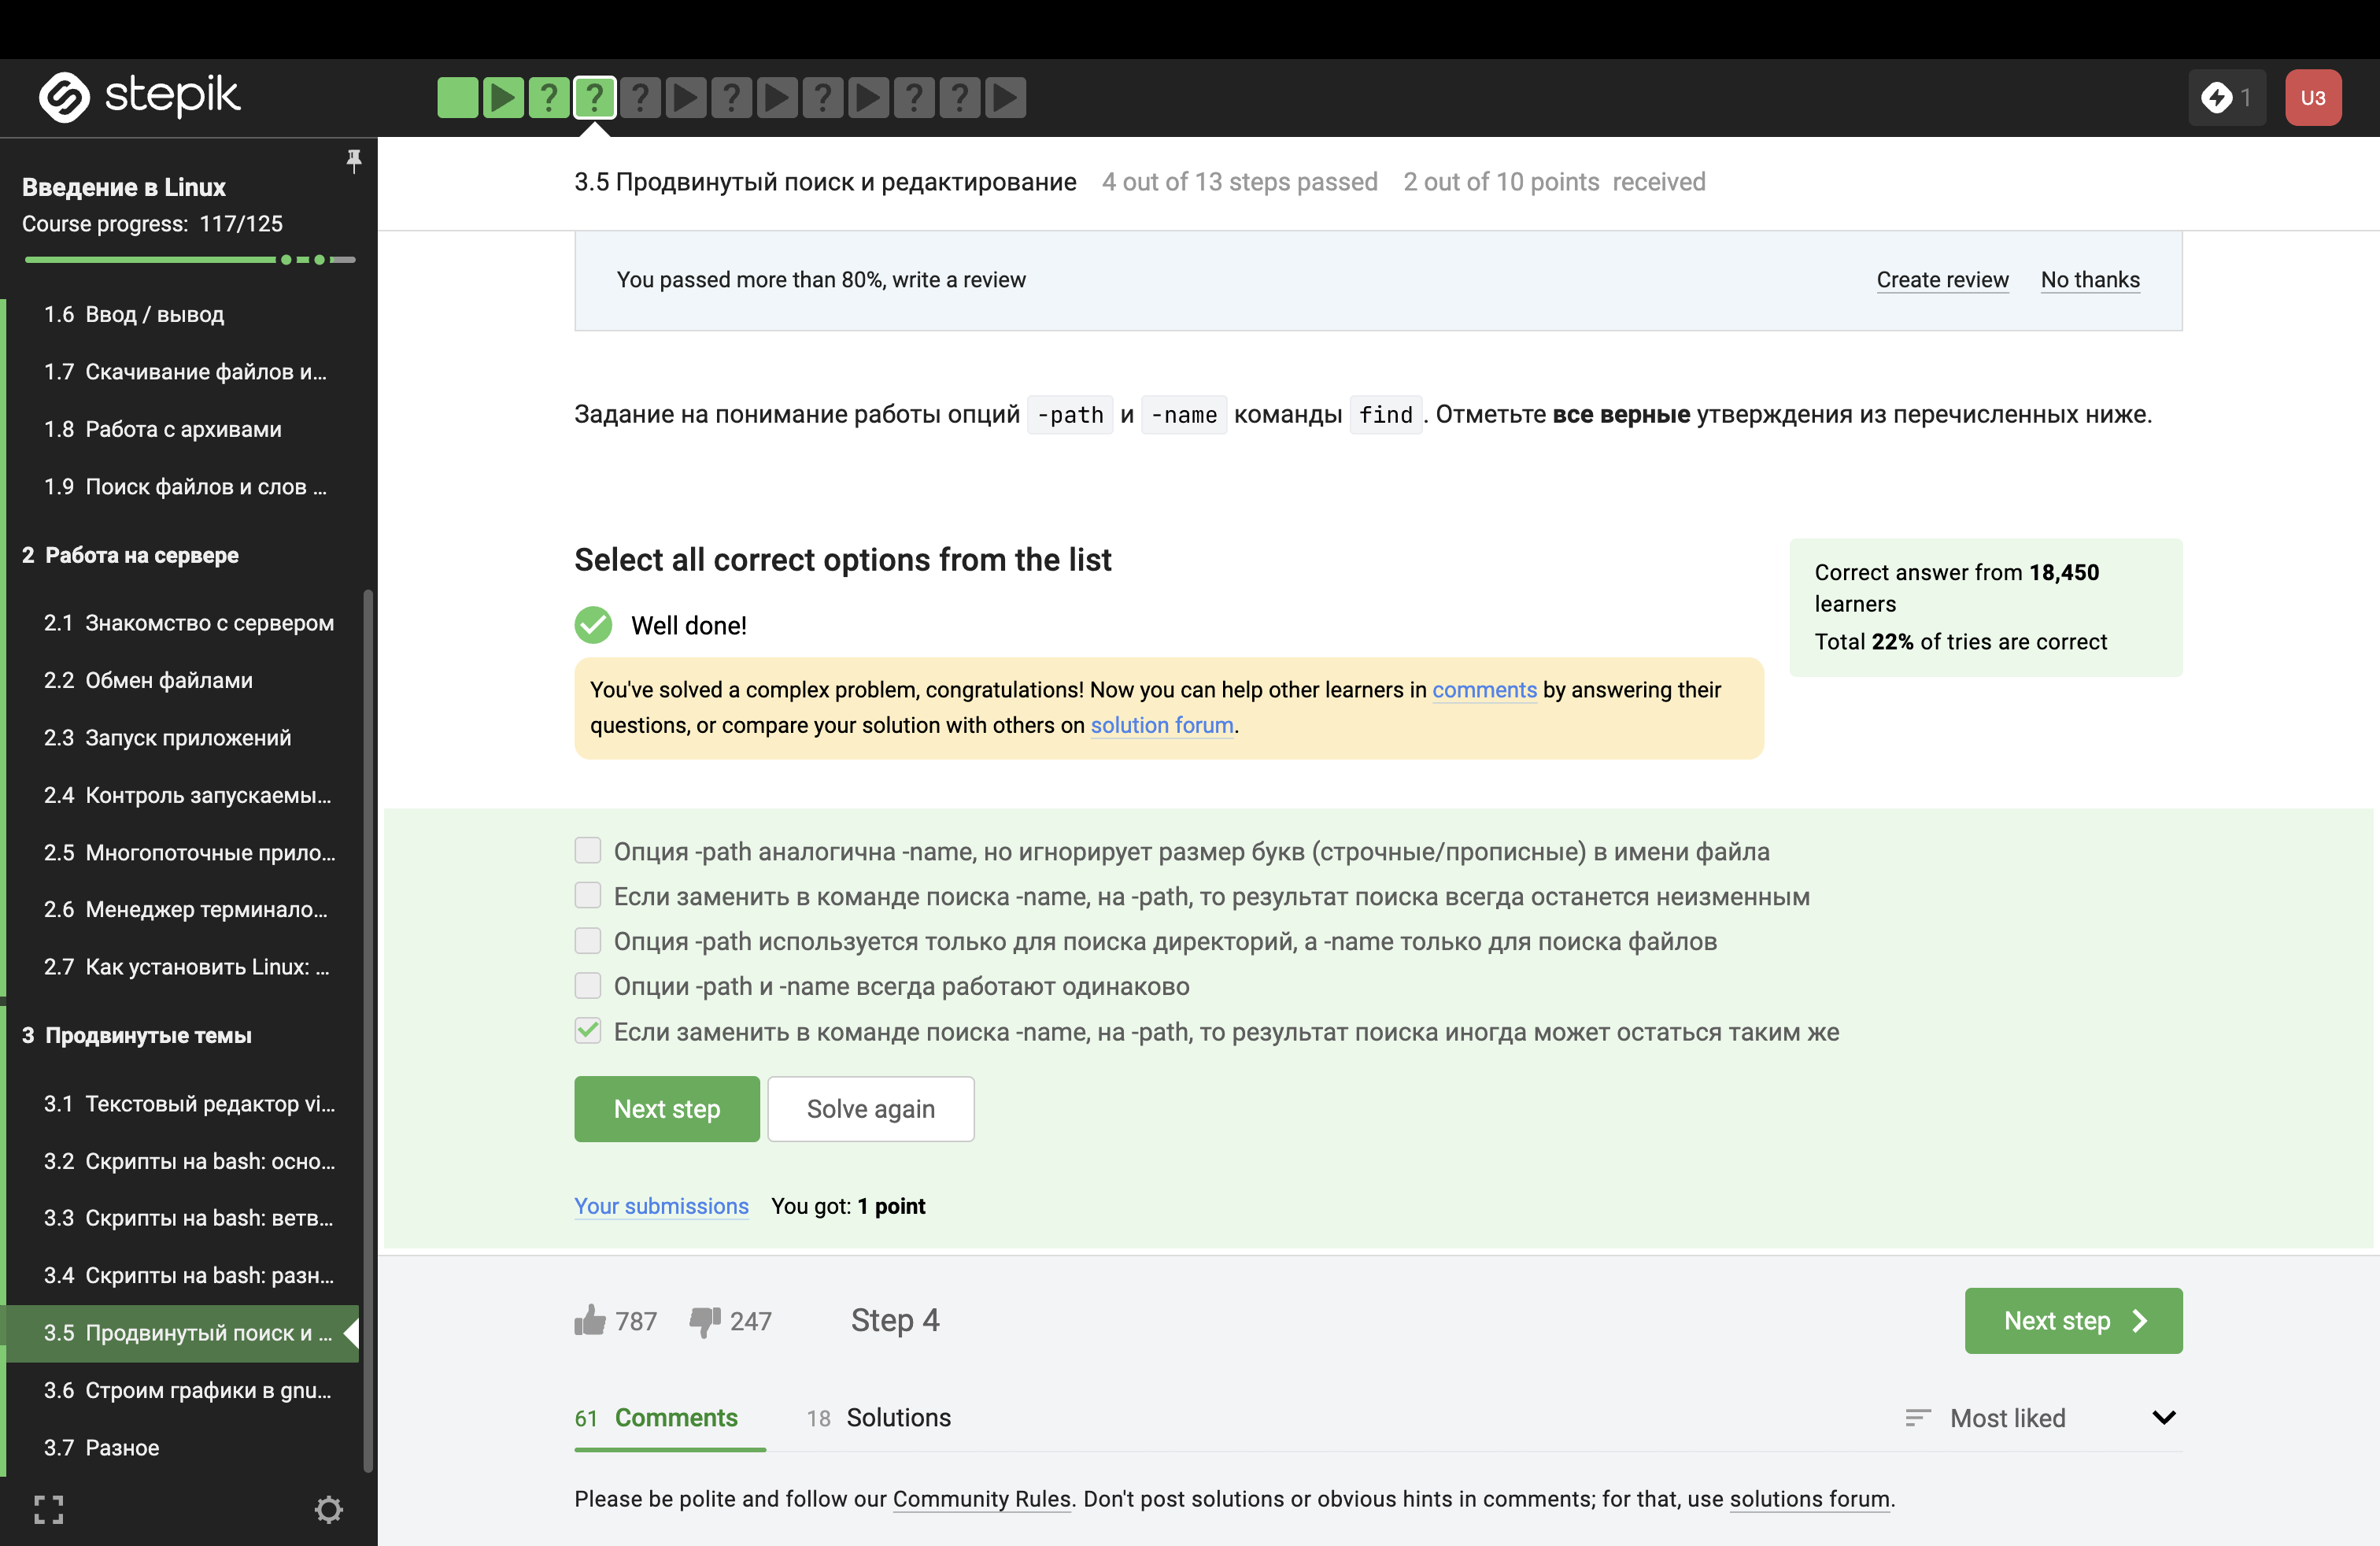 stepik
? ? ? ? ? ? ?
1
U3
Введение в Linux
Course progress: 117/125
1.6 Ввод / вывод
1.7 Скачивание файлов и...
1.8 Работа с архивами
1.9 Поиск файлов и слов ...
2 Работа на сервере
2.1 Знакомство с сервером
2.2 Обмен файлами
2.3 Запуск приложений
2.4 Контроль запускаемы...
2.5 Многопоточные прило...
2.6 Менеджер терминало...
2.7 Как установить Linux: ...
3 Продвинутые темы
3.1 Текстовый редактор vi...
3.2 Скрипты на bash: осно...
3.3 Скрипты на bash: ветв...
3.4 Скрипты на bash: разн...
3.5 Продвинутый поиск и ...
3.6 Строим графики в gnu...
3.7 Разное
3.5 Продвинутый поиск и редактирование 4 out of 13 steps passed 2 out of 10 points received
You passed more than 80%, write a review Create review No thanks
Задание на понимание работы опций -path и -name команды find. Отметьте все верные утверждения из перечисленных ниже.
Select all correct options from the list
Well done!
You've solved a complex problem, congratulations! Now you can help other learners in comments by answering their
questions, or compare your solution with others on solution forum.
Correct answer from 18,450
learners
Total 22% of tries are correct
Опция -path аналогична -name, но игнорирует размер букв (строчные/прописные) в имени файла
Если заменить в команде поиска -name, на -path, то результат поиска всегда останется неизменным
Опция -path используется только для поиска директорий, а -name только для поиска файлов
Опции -path и -name всегда работают одинаково
Если заменить в команде поиска -name, на -path, то результат поиска иногда может остаться таким же
Next step Solve again
Your submissions You got: 1 point
787 247 Step 4 Next step
61 Comments 18 Solutions Most liked
Please be polite and follow our Community Rules. Don't post solutions or obvious hints in comments; for that, use solutions forum.